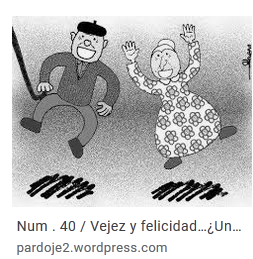 Num . 40 / Vejez y felicidad...¿Un...
pardoje2.wordpress.com